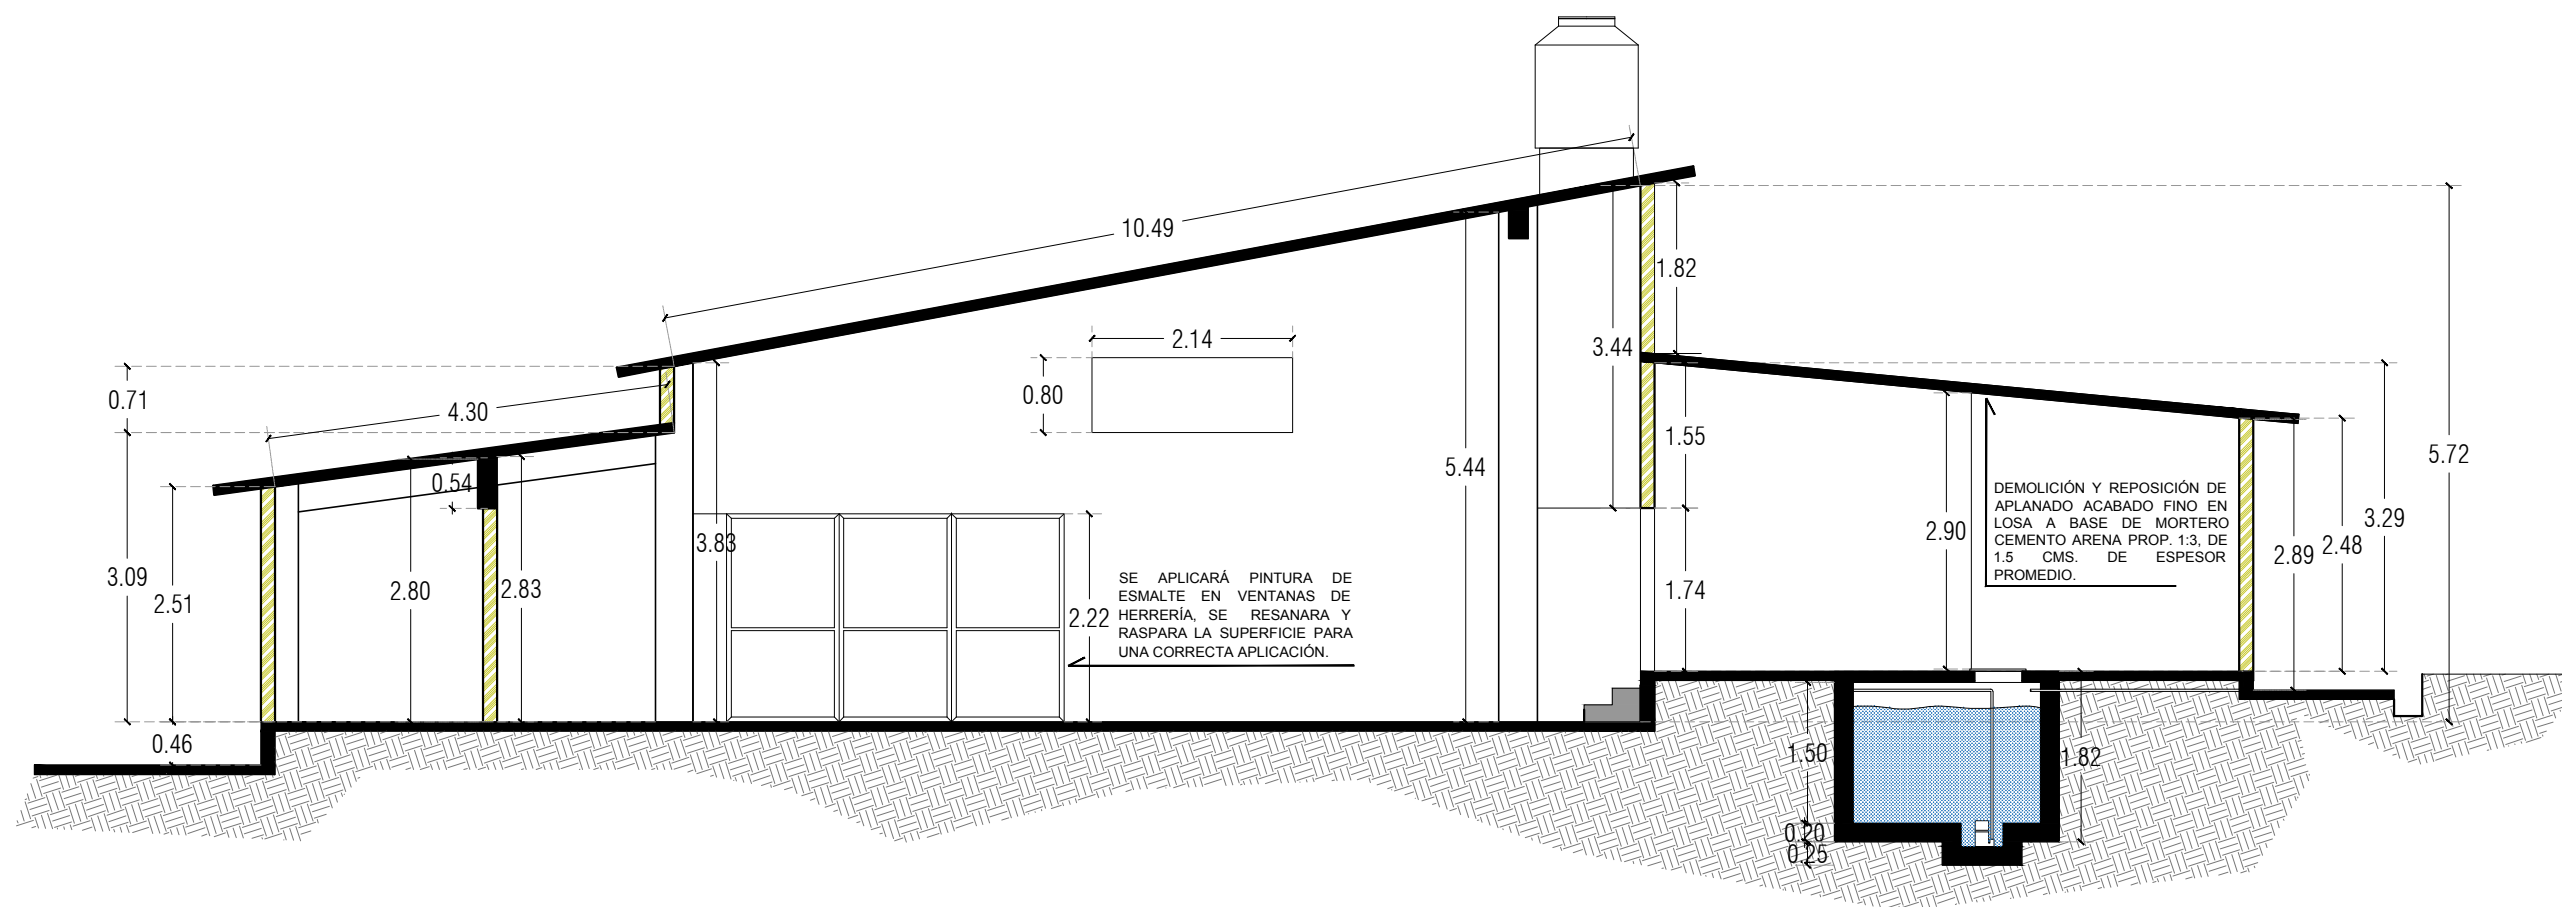 10.49
2.14
0.80
0.71
4.30
1.82
3.44
1.55
5.44
5.72
0.54
3.83
3.09
2.51
2.80
2.83
2.22
SE APLICARÁ PINTURA DE
ESMALTE EN VENTANAS DE
HERRERÍA, SE RESANARA Y
RASPARA LA SUPERFICIE PARA
UNA CORRECTA APLICACIÓN.
1.74
2.90
DEMOLICIÓN Y REPOSICIÓN DE
APLANADO ACABADO FINO EN
LOSA A BASE DE MORTERO
CEMENTO ARENA PROP. 1:3, DE
1.5 CMS. DE ESPESOR
PROMEDIO.
2.89
2.48
3.29
0.46
1.50
1.82
0.20
0.25